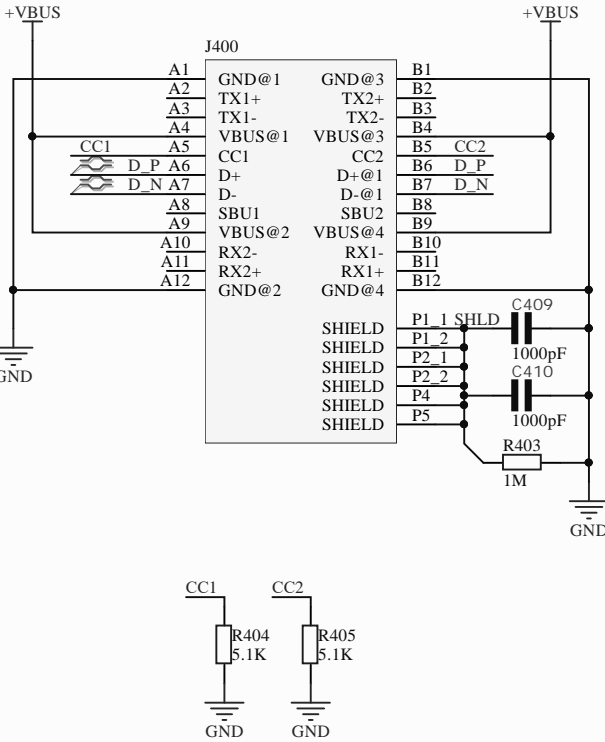 +VBUS +VBUS
J400
A1 GND@1 GND@3 B1
A2 TX1+ TX2+ B2
A3 TX1- TX2- B3
A4 VBUS@1 VBUS@3 B4
CC1 A5 CC1 CC2 B5 CC2
D_P A6 D+ D+@1 B6 D_P
D_N A7 D- D-@1 B7 D_N
A8 SBU1 SBU2 B8
A9 VBUS@2 VBUS@4 B9
A10 RX2- RX1- B10
A11 RX2+ RX1+ B11
A12 GND@2 GND@4 B12
C409
SHIELD P1_1 SHLD
SHIELD P1_2 1000pF
SHIELD P2_1 C410
GND SHIELD P2_2
SHIELD P4
SHIELD P5 1000pF
R403
1M
GND
CC1 CC2
R404 R405
5.1K 5.1K
GND GND